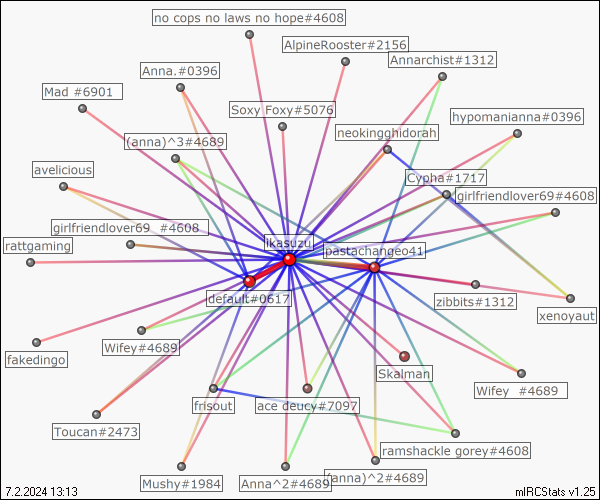 no cops no laws no hope#4608
AlpineRooster#2156
Annarchist#1312
Anna.#0396
Mad #6901
Soxy Foxy#5076
hypomanianna#0396
neokingghidorah
(anna)^3#4689
avelicious
Cypha#1717
girlfriendlover69#4608
girlfriendlover69_ #4608
rattgaming
ikasuzu
pastachange041
default#0617
zibbits#1312
xenoyaut
Wifey#4689
fakedingo
Skalman
Wifey  #4689
frisout
ace deucy#7097
Toucan#2473
ramshackle gorey#4608
Mushy#1984
Anna^2#4689
(anna)^2#4689
7.2.2024 13:13
mIRCStats v1.25